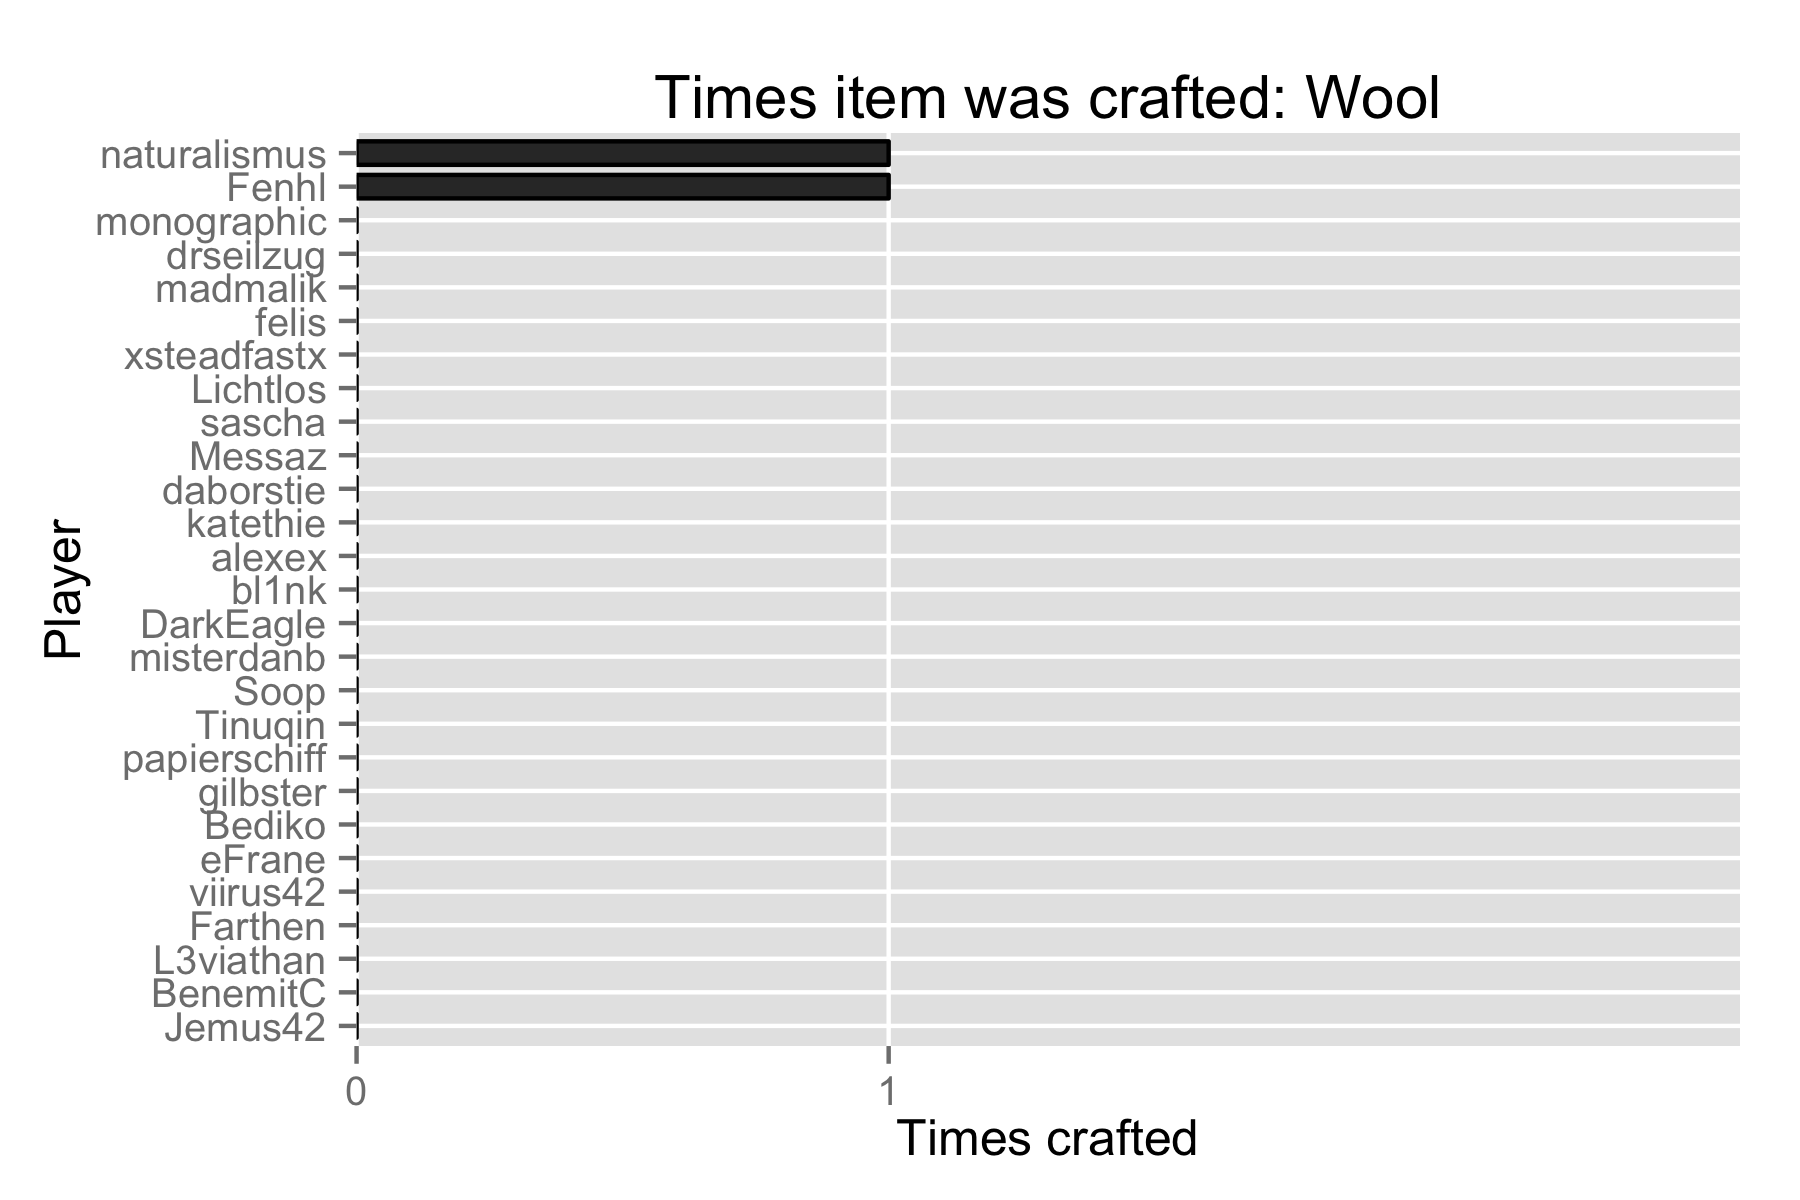 Times item was crafted: Wool
naturalismus
Fenhl
monographic
drseilzug
madmalik
felis
xsteadfastx
Lichtlos
sascha
Messaz
daborstie
katethie
alexex
bl1nk
DarkEagle
misterdanb
Soop
Tinuqin
papierschiff
gilbster
Bediko
eFrane
viirus42
Farthen
L3viathan
BenemitC
Jemus42
Player
0 1
Times crafted